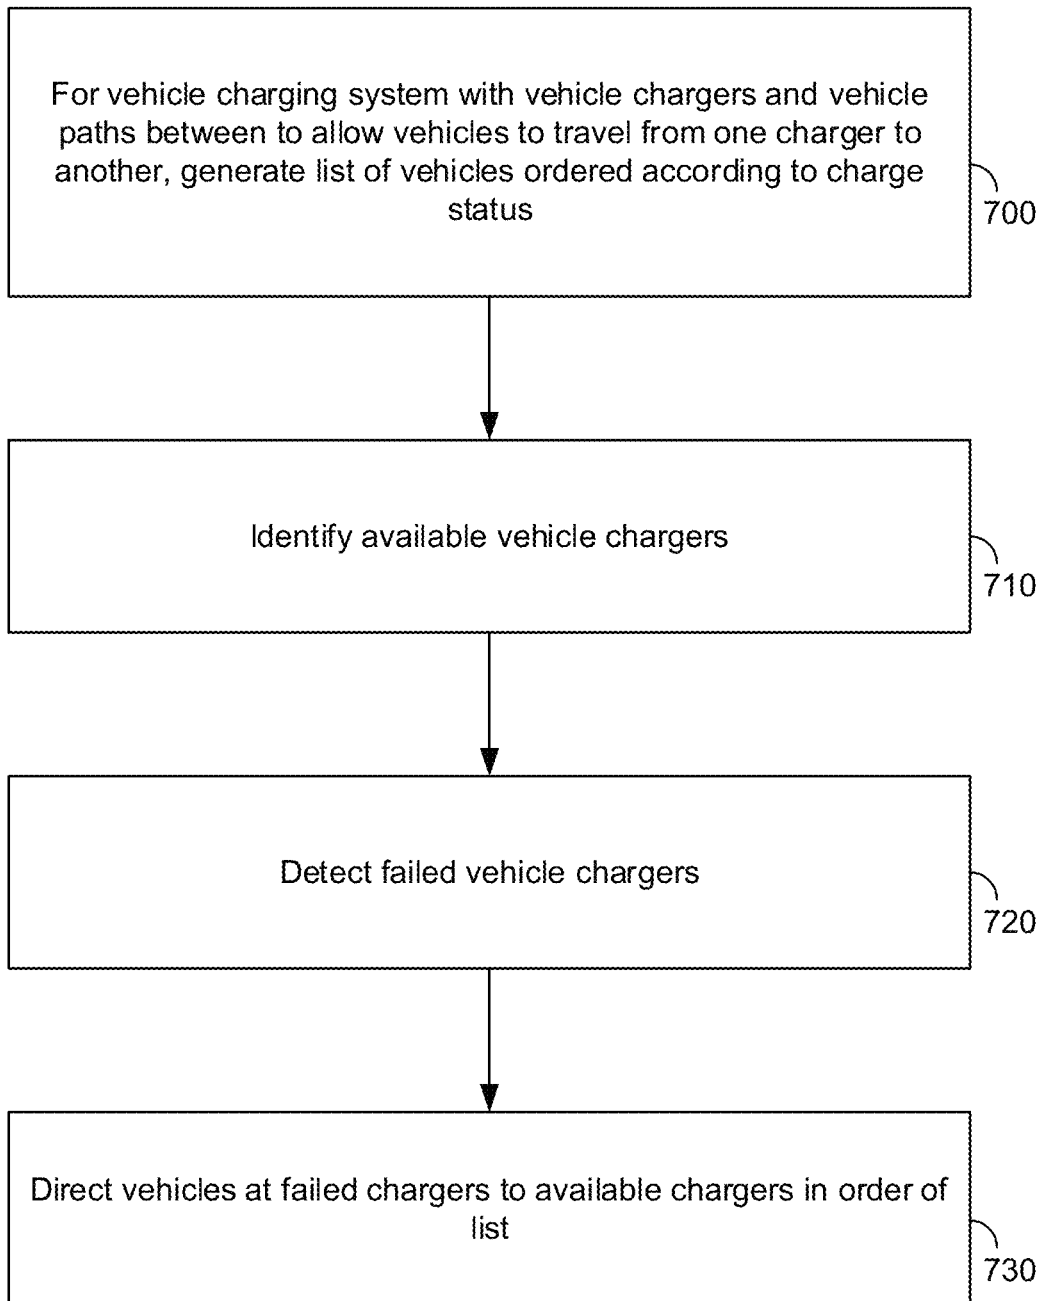 For vehicle charging system with vehicle chargers and vehicle
paths between to allow vehicles to travel from one charger to
another, generate list of vehicles ordered according to charge
status
700
Identify available vehicle chargers
710
Detect failed vehicle chargers
720
Direct vehicles at failed chargers to available chargers in order of
list
730